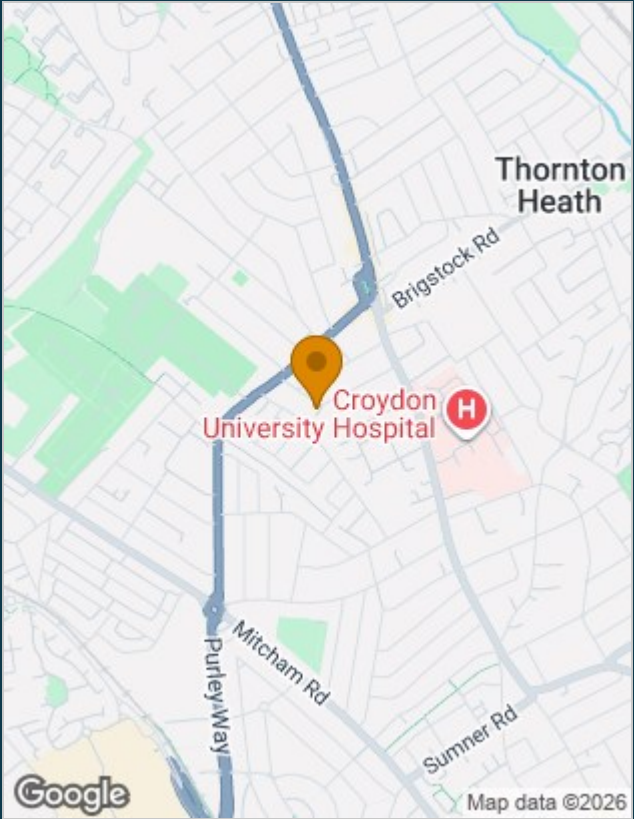 Thornton
Heath
Brigstock Rd
Croydon
University Hospital
H
Mitcham Rd
Purley Way
Sumner Rd
Google
Map data ©2026